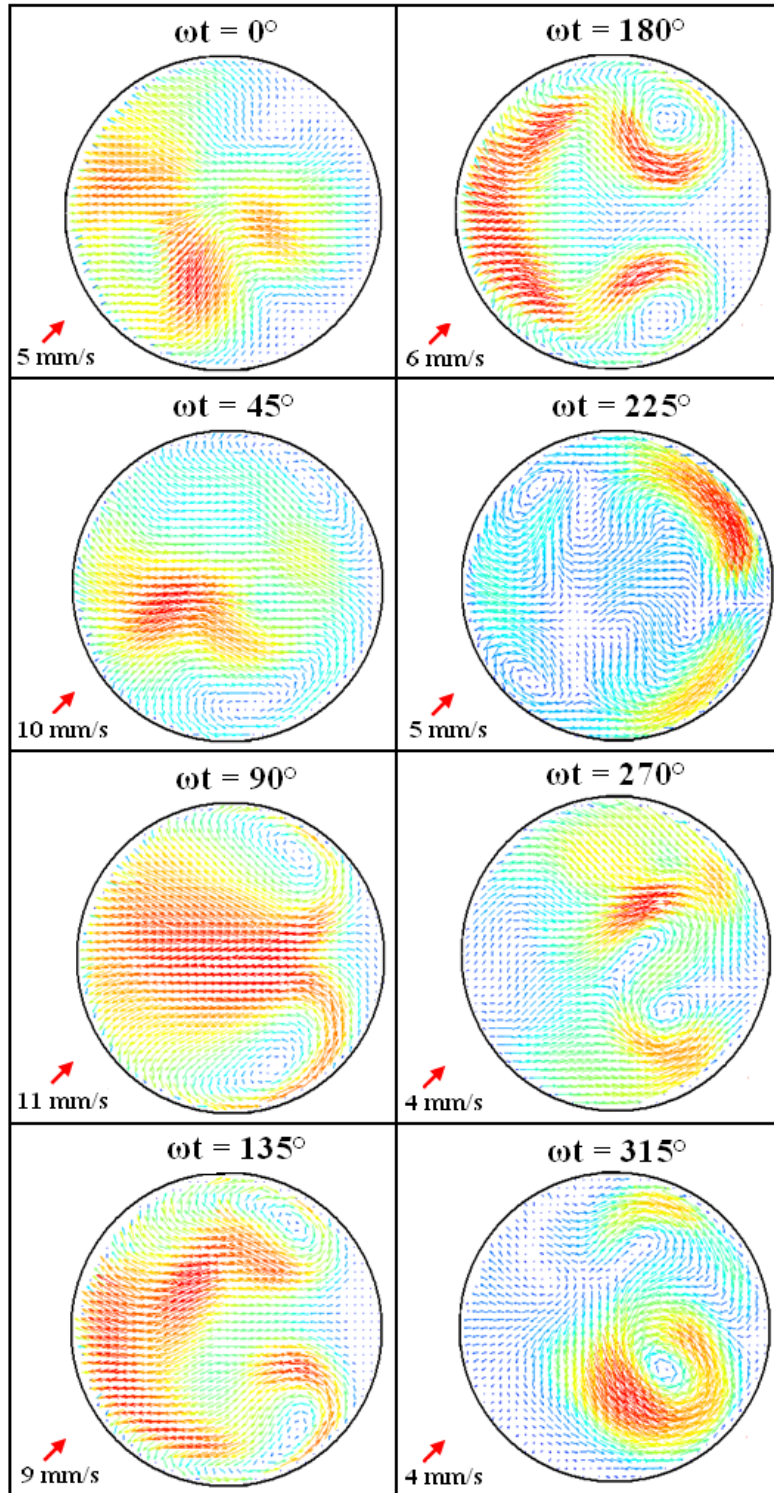 ωt = 0°
5 mm/s
ωt = 180°
6 mm/s
ωt = 45°
10 mm/s
ωt = 225°
5 mm/s
ωt = 90°
11 mm/s
ωt = 270°
4 mm/s
ωt = 135°
9 mm/s
ωt = 315°
4 mm/s